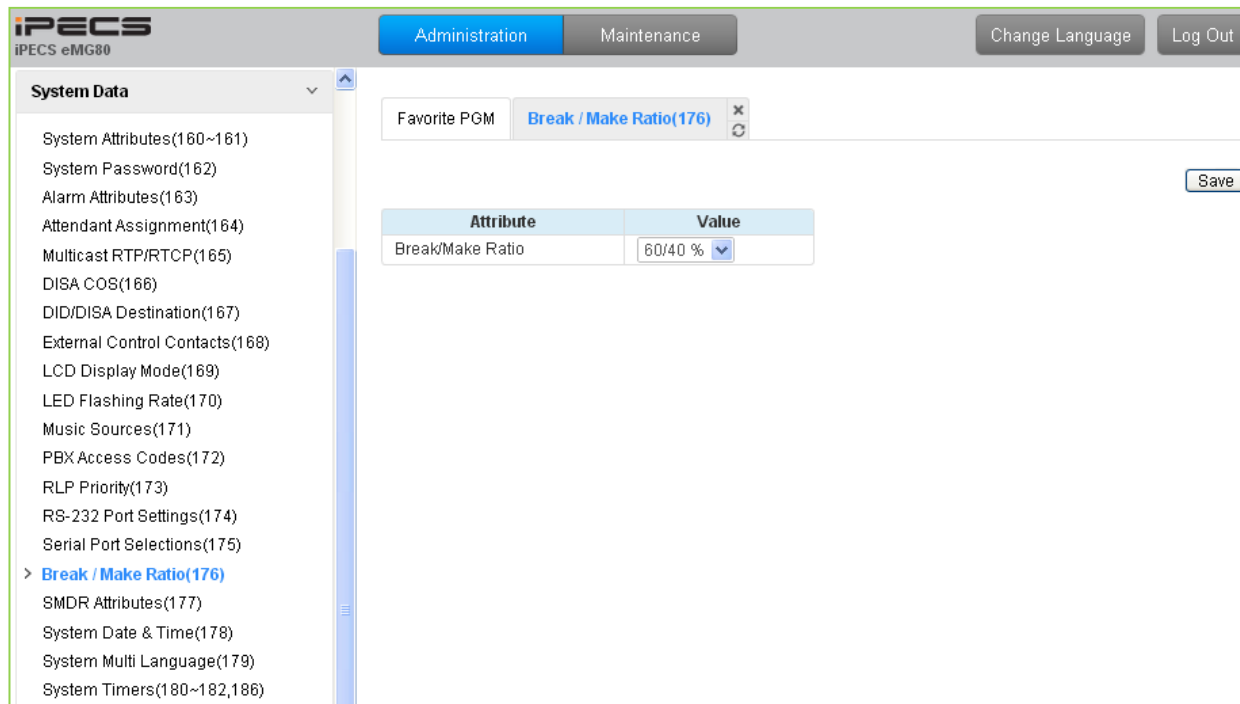 iPECS
iPECS eMG80
Administration
Maintenance
Change Language
Log Out
System Data
System Attributes(160~161)
System Password(162)
Alarm Attributes(163)
Attendant Assignment(164)
Multicast RTP/RTCP(165)
DISA COS(166)
DID/DISA Destination(167)
External Control Contacts(168)
LCD Display Mode(169)
LED Flashing Rate(170)
Music Sources(171)
PBX Access Codes(172)
RLP Priority(173)
RS-232 Port Settings(174)
Serial Port Selections(175)
> Break / Make Ratio(176)
SMDR Attributes(177)
System Date & Time(178)
System Multi Language(179)
System Timers(180~182,186)
Favorite PGM
Break / Make Ratio(176)
Save
Attribute Value
Break/Make Ratio 60/40 %